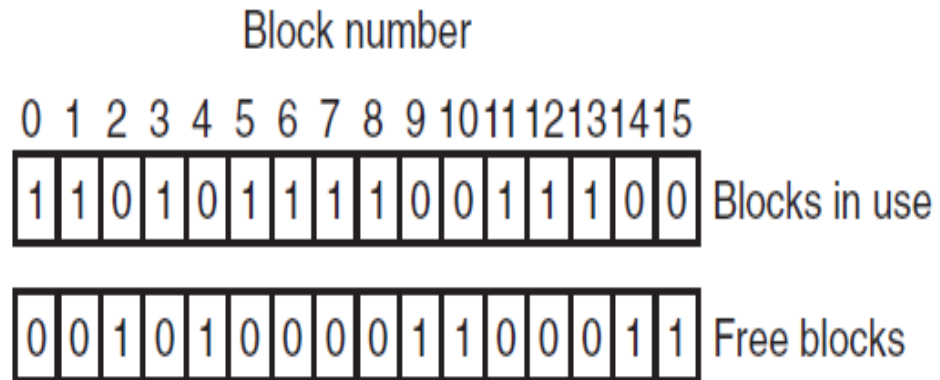 Block number
0 1 2 3 4 5 6 7 8 9 10 11 12 13 14 15
1 1 0 1 0 1 1 1 1 0 0 1 1 1 0 0 Blocks in use
0 0 1 0 1 0 0 0 0 1 1 0 0 0 1 1 Free blocks